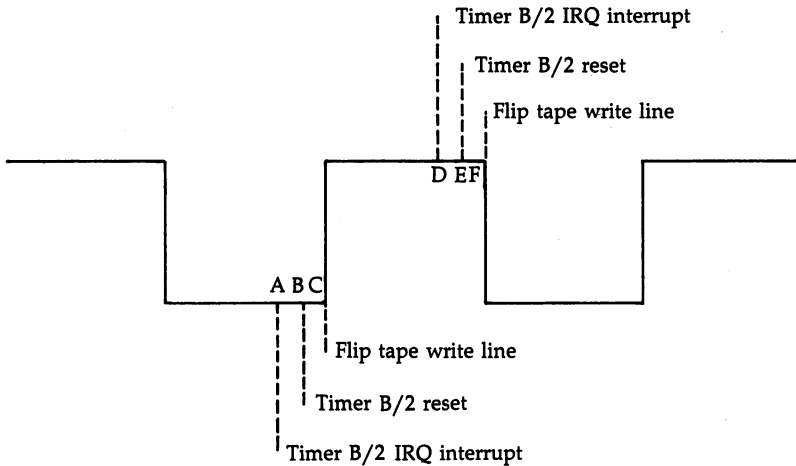 Timer B/2 IRQ interrupt
Timer B/2 reset
Flip tape write line
D EF
A B C
Flip tape write line
Timer B/2 reset
Timer B/2 IRQ interrupt